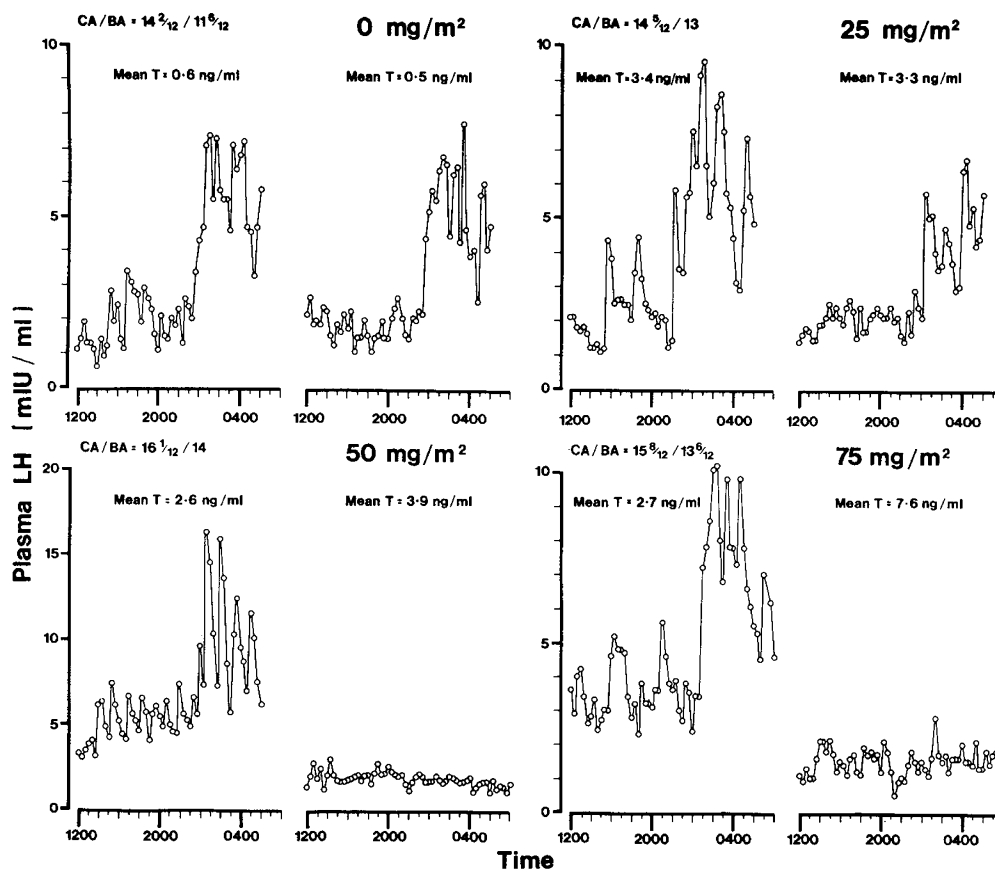 CA/BA = 14 2/12 / 11 6/12
0 mg/m²
CA/BA = 14 5/12 / 13
25 mg/m²
Mean T = 0·6 ng/ml
Mean T = 0·5 ng/ml
Mean T = 3·4 ng/ml
Mean T = 3·3 ng/ml
10
5
0
10
5
0
1200 2000 0400
1200 2000 0400
1200 2000 0400
1200 2000 0400
Plasma LH [mIU / ml)
CA/BA = 16 1/12 / 14
50 mg/m²
CA/BA = 15 8/12 / 13 6/12
75 mg/m²
Mean T = 2·6 ng/ml
Mean T = 3·9 ng/ml
Mean T = 2·7 ng/ml
Mean T = 7·6 ng/ml
20
15
10
5
0
10
5
0
1200 2000 0400
1200 2000 0400
1200 2000 0400
1200 2000 0400
Time